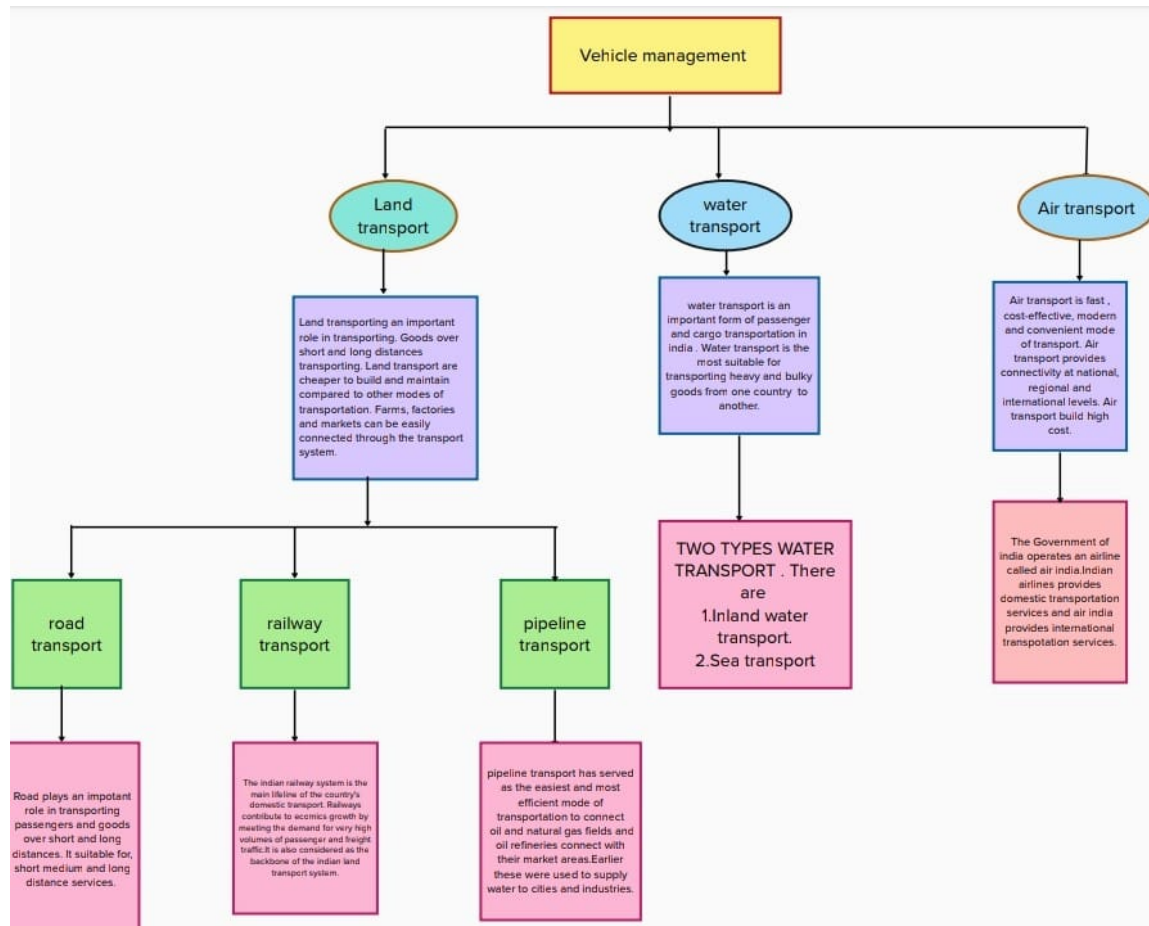 Vehicle management
Land
transport
water
transport
Air transport
Land transporting an important
role in transporting. Goods over
short and long distances
transporting. Land transport are
cheaper to build and maintain
compared to other modes of
transportation. Farms, factories
and markets can be easily
connected through the transport
system.
water transport is an
important form of passenger
and cargo transportation in
india . Water transport is the
most suitable for
transporting heavy and bulky
goods from one country to
another.
Air transport is fast ,
cost-effective, modern
and convenient mode
of transport. Air
transport provides
connectivity at national,
regional and
international levels. Air
transport build high
cost.
road
transport
railway
transport
pipeline
transport
TWO TYPES WATER
TRANSPORT . There
are
1.Inland water
transport.
2.Sea transport
The Government of
india operates an airline
called air india.Indian
airlines provides
domestic transportation
services and air india
provides international
transpotation services.
Road plays an impotant
role in transporting
passengers and goods
over short and long
distances. It suitable for,
short medium and long
distance services.
The indian railway system is the
main lifeline of the country's
domestic transport. Railways
contribute to ecomics growth by
meeting the demand for very high
volumes of passenger and freight
traffic.It is also considered as the
backbone of the indian land
transport system.
pipeline transport has served
as the easiest and most
efficient mode of
transportation to connect
oil and natural gas fields and
oil refineries connect with
their market areas.Earlier
these were used to supply
water to cities and industries.